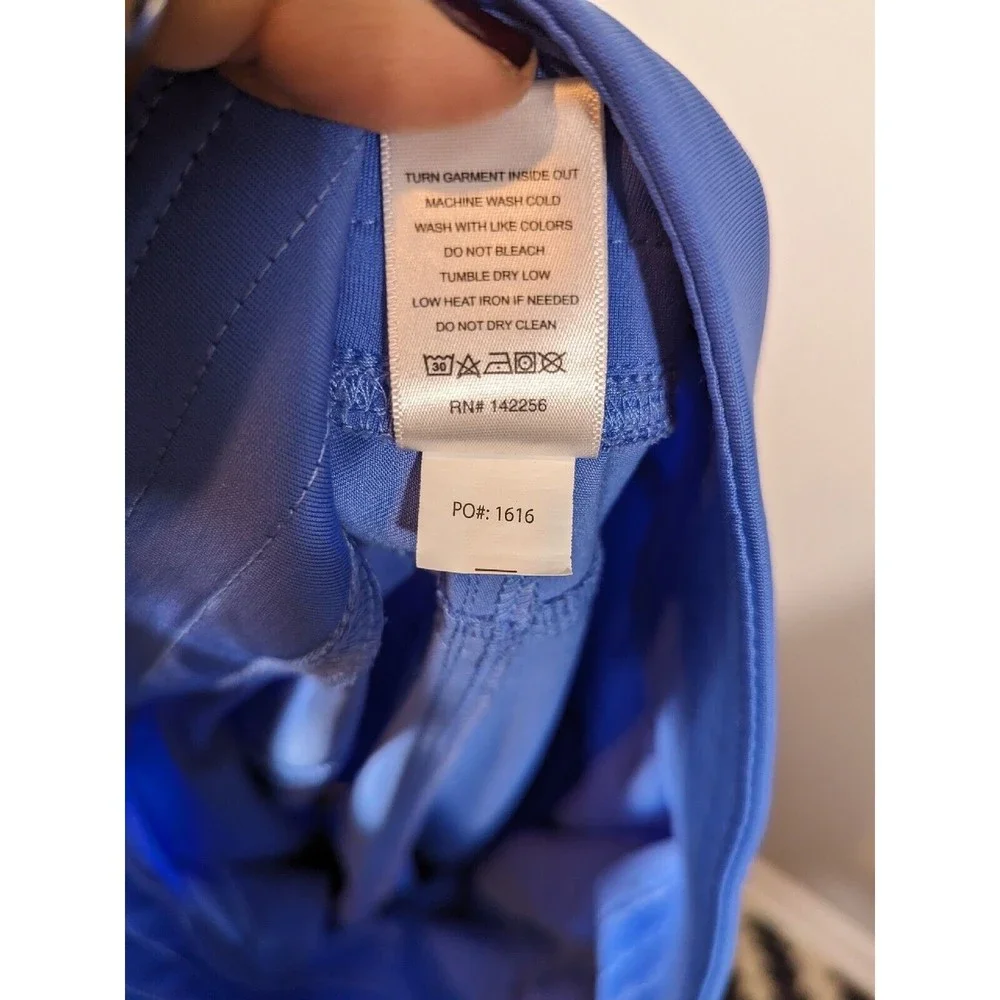 TURN GARMENT INSIDE OUT
MACHINE WASH COLD
WASH WITH LIKE COLORS
DO NOT BLEACH
TUMBLE DRY LOW
LOW HEAT IRON IF NEEDED
DO NOT DRY CLEAN
30
RN# 142256
PO#: 1616